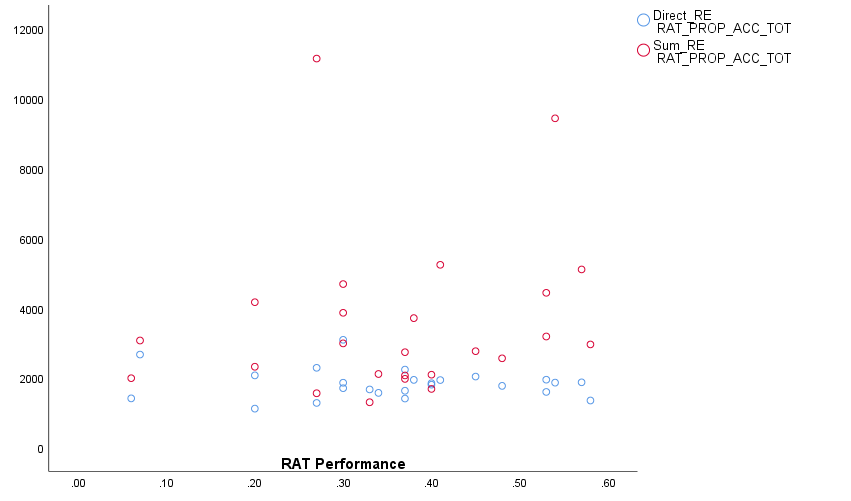 Direct_RE
RAT_PROP_ACC_TOT
Sum_RE
RAT_PROP_ACC_TOT
12000
10000
8000
6000
4000
2000
0
RAT Performance
.00 .10 .20 .30 .40 .50 .60